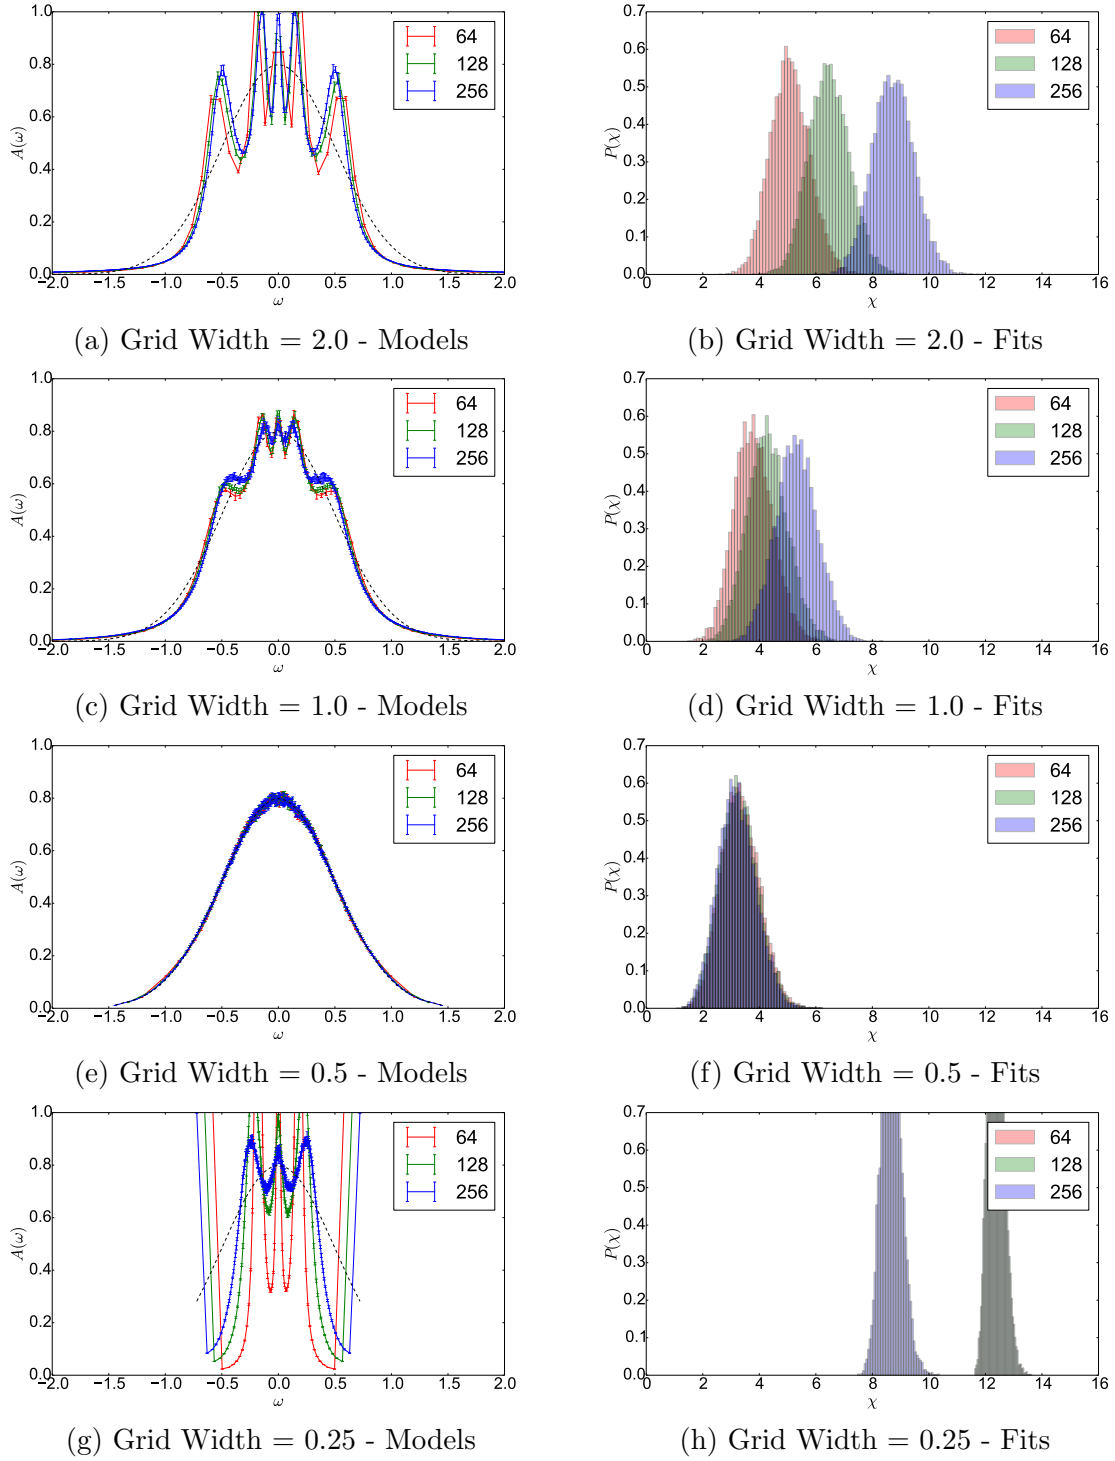 1.0
0.8
0.6
0.4
0.2
0.0
A(ω)
−2.0 −1.5 −1.0 −0.5 0.0 0.5 1.0 1.5 2.0
ω
64
128
256
(a) Grid Width = 2.0 - Models
0.7
0.6
0.5
0.4
0.3
0.2
0.1
0.0
P(χ)
0 2 4 6 8 10 12 14 16
χ
64
128
256
(b) Grid Width = 2.0 - Fits
1.0
0.8
0.6
0.4
0.2
0.0
A(ω)
−2.0 −1.5 −1.0 −0.5 0.0 0.5 1.0 1.5 2.0
ω
64
128
256
(c) Grid Width = 1.0 - Models
0.7
0.6
0.5
0.4
0.3
0.2
0.1
0.0
P(χ)
0 2 4 6 8 10 12 14 16
χ
64
128
256
(d) Grid Width = 1.0 - Fits
1.0
0.8
0.6
0.4
0.2
0.0
A(ω)
−2.0 −1.5 −1.0 −0.5 0.0 0.5 1.0 1.5 2.0
ω
64
128
256
(e) Grid Width = 0.5 - Models
0.7
0.6
0.5
0.4
0.3
0.2
0.1
0.0
P(χ)
0 2 4 6 8 10 12 14 16
χ
64
128
256
(f) Grid Width = 0.5 - Fits
1.0
0.8
0.6
0.4
0.2
0.0
A(ω)
−2.0 −1.5 −1.0 −0.5 0.0 0.5 1.0 1.5 2.0
ω
64
128
256
(g) Grid Width = 0.25 - Models
0.7
0.6
0.5
0.4
0.3
0.2
0.1
0.0
P(χ)
0 2 4 6 8 10 12 14 16
χ
64
128
256
(h) Grid Width = 0.25 - Fits